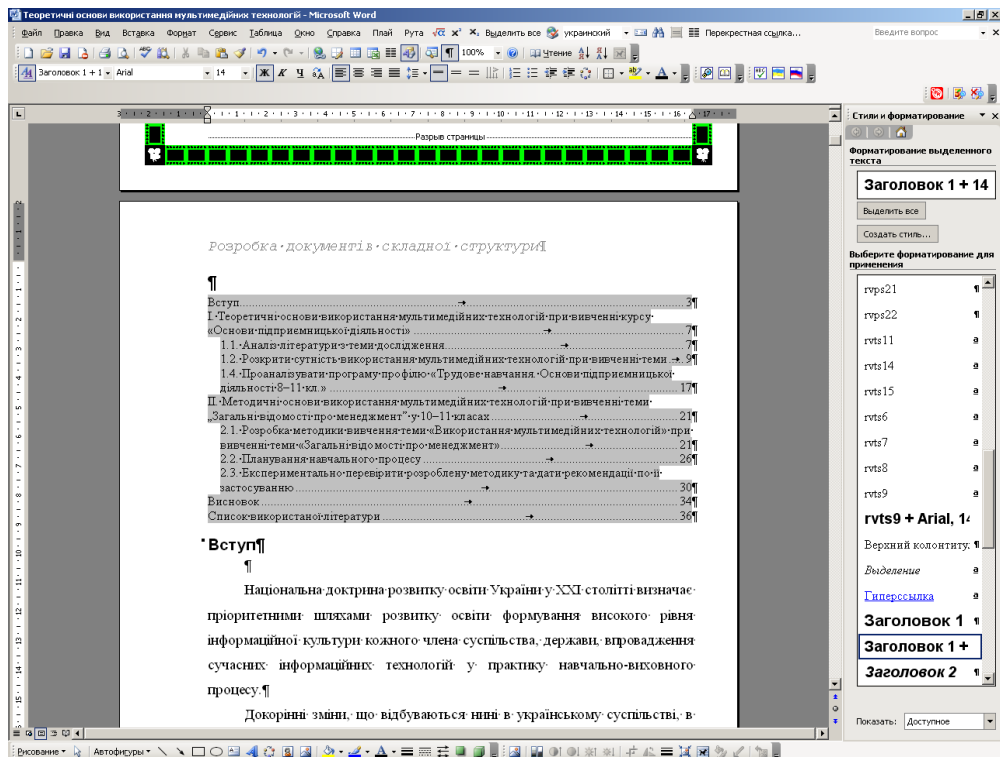 Теоретичні основи використання мультимедійних технологій - Microsoft Word
Файл Правка Вид Вставка Формат Сервис Таблица Окно Справка Плай Рута Выделить все украинский Перекрестная ссылка...
Введите вопрос
100% Чтение
Заголовок 1 + 1 Arial 14 Ж К Ч
Стили и форматирование
Форматирование выделенного текста
Заголовок 1 + 14
Выделить все
Создать стиль...
Выберите форматирование для применения
rvps21
rvps22
rvts11
rvts14
rvts15
rvts6
rvts7
rvts8
rvts9
rvts9 + Arial, 14
Верхний колонтиту.
Выделение
Гиперссылка
Заголовок 1
Заголовок 1 +
Заголовок 2
Показать: Доступное
Разрыв страницы
Розробка документів складної структури¶
¶
Вступ 3¶
І. Теоретичні основи використання мультимедійних технологій при вивченні курсу
«Основи підприємницької діяльності» 7¶
1.1. Аналіз літератури з теми дослідження 7¶
1.2. Розкрити сутність використання мультимедійних технологій при вивченні теми 9¶
1.4. Проаналізувати програму профілю «Трудове навчання. Основи підприємницької
діяльності 8–11 кл.» 17¶
ІІ. Методичні основи використання мультимедійних технологій при вивченні теми
„Загальні відомості про менеджмент" у 10–11 класах 21¶
2.1. Розробка методики вивчення теми «Використання мультимедійних технологій» при
вивченні теми «Загальні відомості про менеджмент» 21¶
2.2. Планування навчального процесу 26¶
2.3. Експериментально перевірити розроблену методику та дати рекомендації по її
застосуванню 30¶
Висновок 34¶
Список використаної літератури 36¶
Вступ¶
¶
Національна доктрина розвитку освіти України у ХХІ столітті визначає
пріоритетними шляхами розвитку освіти формування високого рівня
інформаційної культури кожного члена суспільства, держави, впровадження
сучасних інформаційних технологій у практику навчально-виховного
процесу.¶
Докорінні зміни, що відбуваються нині в українському суспільстві, в
Рисование Автофигуры